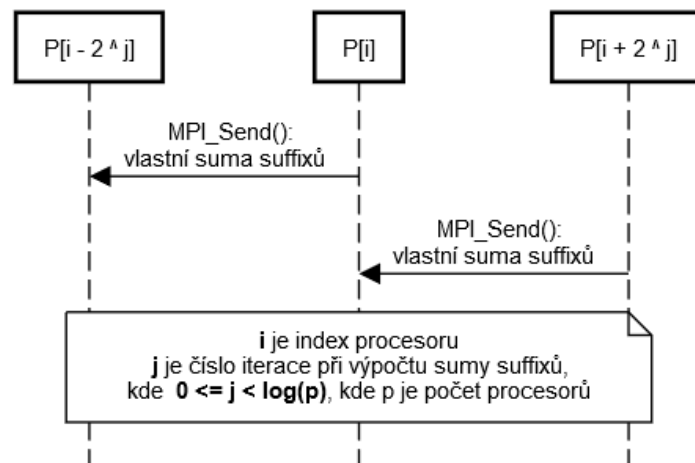 P[i - 2 ^ j]
P[i]
P[i + 2 ^ j]
MPI_Send():
vlastní suma suffixů
MPI_Send():
vlastní suma suffixů
i je index procesoru
j je číslo iterace při výpočtu sumy suffixů,
kde 0 <= j < log(p), kde p je počet procesorů